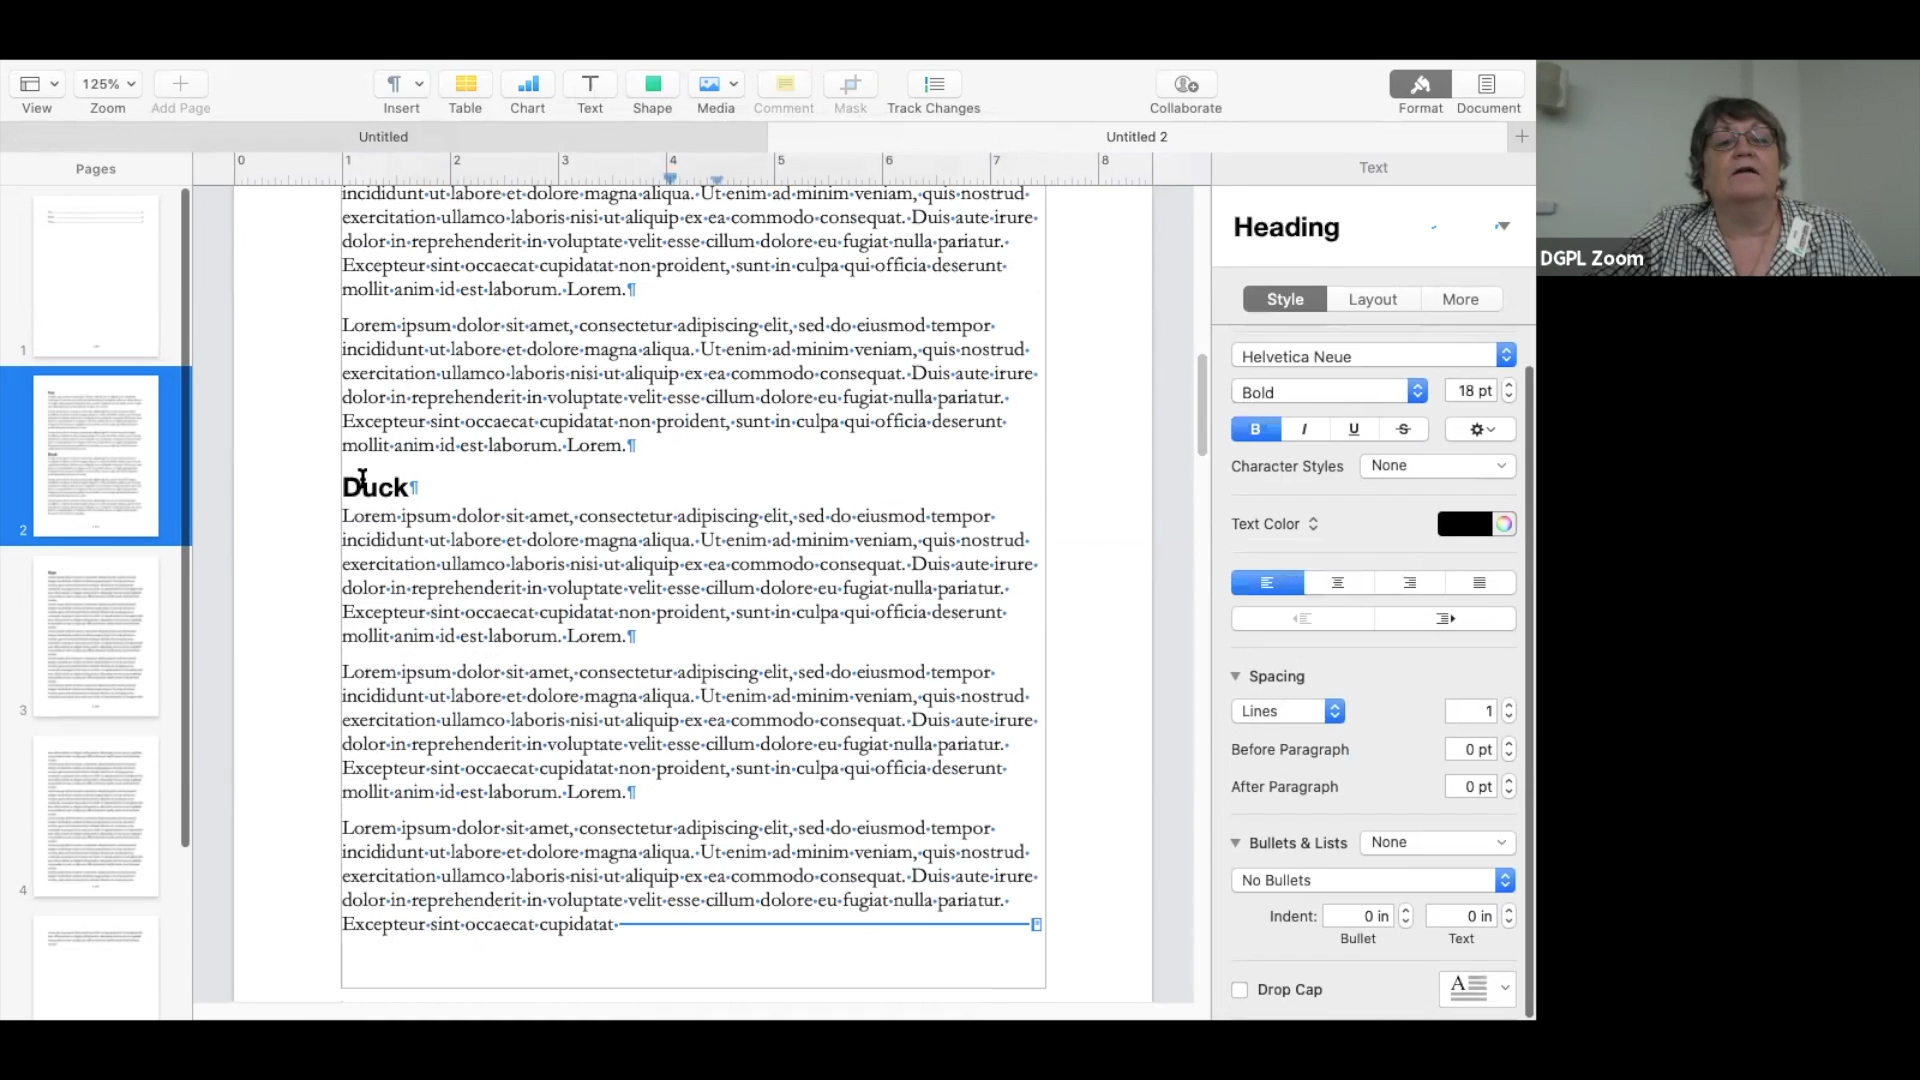 View
125%
Zoom
Add Page
Insert
Table
Chart
Text
Shape
Media
Comment
Mask
Track Changes
Collaborate
Format
Document
Untitled
Untitled 2
Pages
0 1 2 3 4 5 6 7 8
Text
1
2
3
4
incididunt ut labore et dolore magna aliqua. Ut enim ad minim veniam, quis nostrud
exercitation ullamco laboris nisi ut aliquip ex ea commodo consequat. Duis aute irure
dolor in reprehenderit in voluptate velit esse cillum dolore eu fugiat nulla pariatur.
Excepteur sint occaecat cupidatat non proident, sunt in culpa qui officia deserunt
mollit anim id est laborum. Lorem.¶
Lorem ipsum dolor sit amet, consectetur adipiscing elit, sed do eiusmod tempor
incididunt ut labore et dolore magna aliqua. Ut enim ad minim veniam, quis nostrud
exercitation ullamco laboris nisi ut aliquip ex ea commodo consequat. Duis aute irure
dolor in reprehenderit in voluptate velit esse cillum dolore eu fugiat nulla pariatur.
Excepteur sint occaecat cupidatat non proident, sunt in culpa qui officia deserunt
mollit anim id est laborum. Lorem.¶
Duck¶
Lorem ipsum dolor sit amet, consectetur adipiscing elit, sed do eiusmod tempor
incididunt ut labore et dolore magna aliqua. Ut enim ad minim veniam, quis nostrud
exercitation ullamco laboris nisi ut aliquip ex ea commodo consequat. Duis aute irure
dolor in reprehenderit in voluptate velit esse cillum dolore eu fugiat nulla pariatur.
Excepteur sint occaecat cupidatat non proident, sunt in culpa qui officia deserunt
mollit anim id est laborum. Lorem.¶
Lorem ipsum dolor sit amet, consectetur adipiscing elit, sed do eiusmod tempor
incididunt ut labore et dolore magna aliqua. Ut enim ad minim veniam, quis nostrud
exercitation ullamco laboris nisi ut aliquip ex ea commodo consequat. Duis aute irure
dolor in reprehenderit in voluptate velit esse cillum dolore eu fugiat nulla pariatur.
Excepteur sint occaecat cupidatat non proident, sunt in culpa qui officia deserunt
mollit anim id est laborum. Lorem.¶
Lorem ipsum dolor sit amet, consectetur adipiscing elit, sed do eiusmod tempor
incididunt ut labore et dolore magna aliqua. Ut enim ad minim veniam, quis nostrud
exercitation ullamco laboris nisi ut aliquip ex ea commodo consequat. Duis aute irure
dolor in reprehenderit in voluptate velit esse cillum dolore eu fugiat nulla pariatur.
Excepteur sint occaecat cupidatat
Heading
Style Layout More
Helvetica Neue
Bold 18 pt
B I U S
Character Styles None
Text Color
Spacing
Lines 1
Before Paragraph 0 pt
After Paragraph 0 pt
Bullets & Lists None
No Bullets
Indent: 0 in 0 in
Bullet Text
Drop Cap A
DGPL Zoom